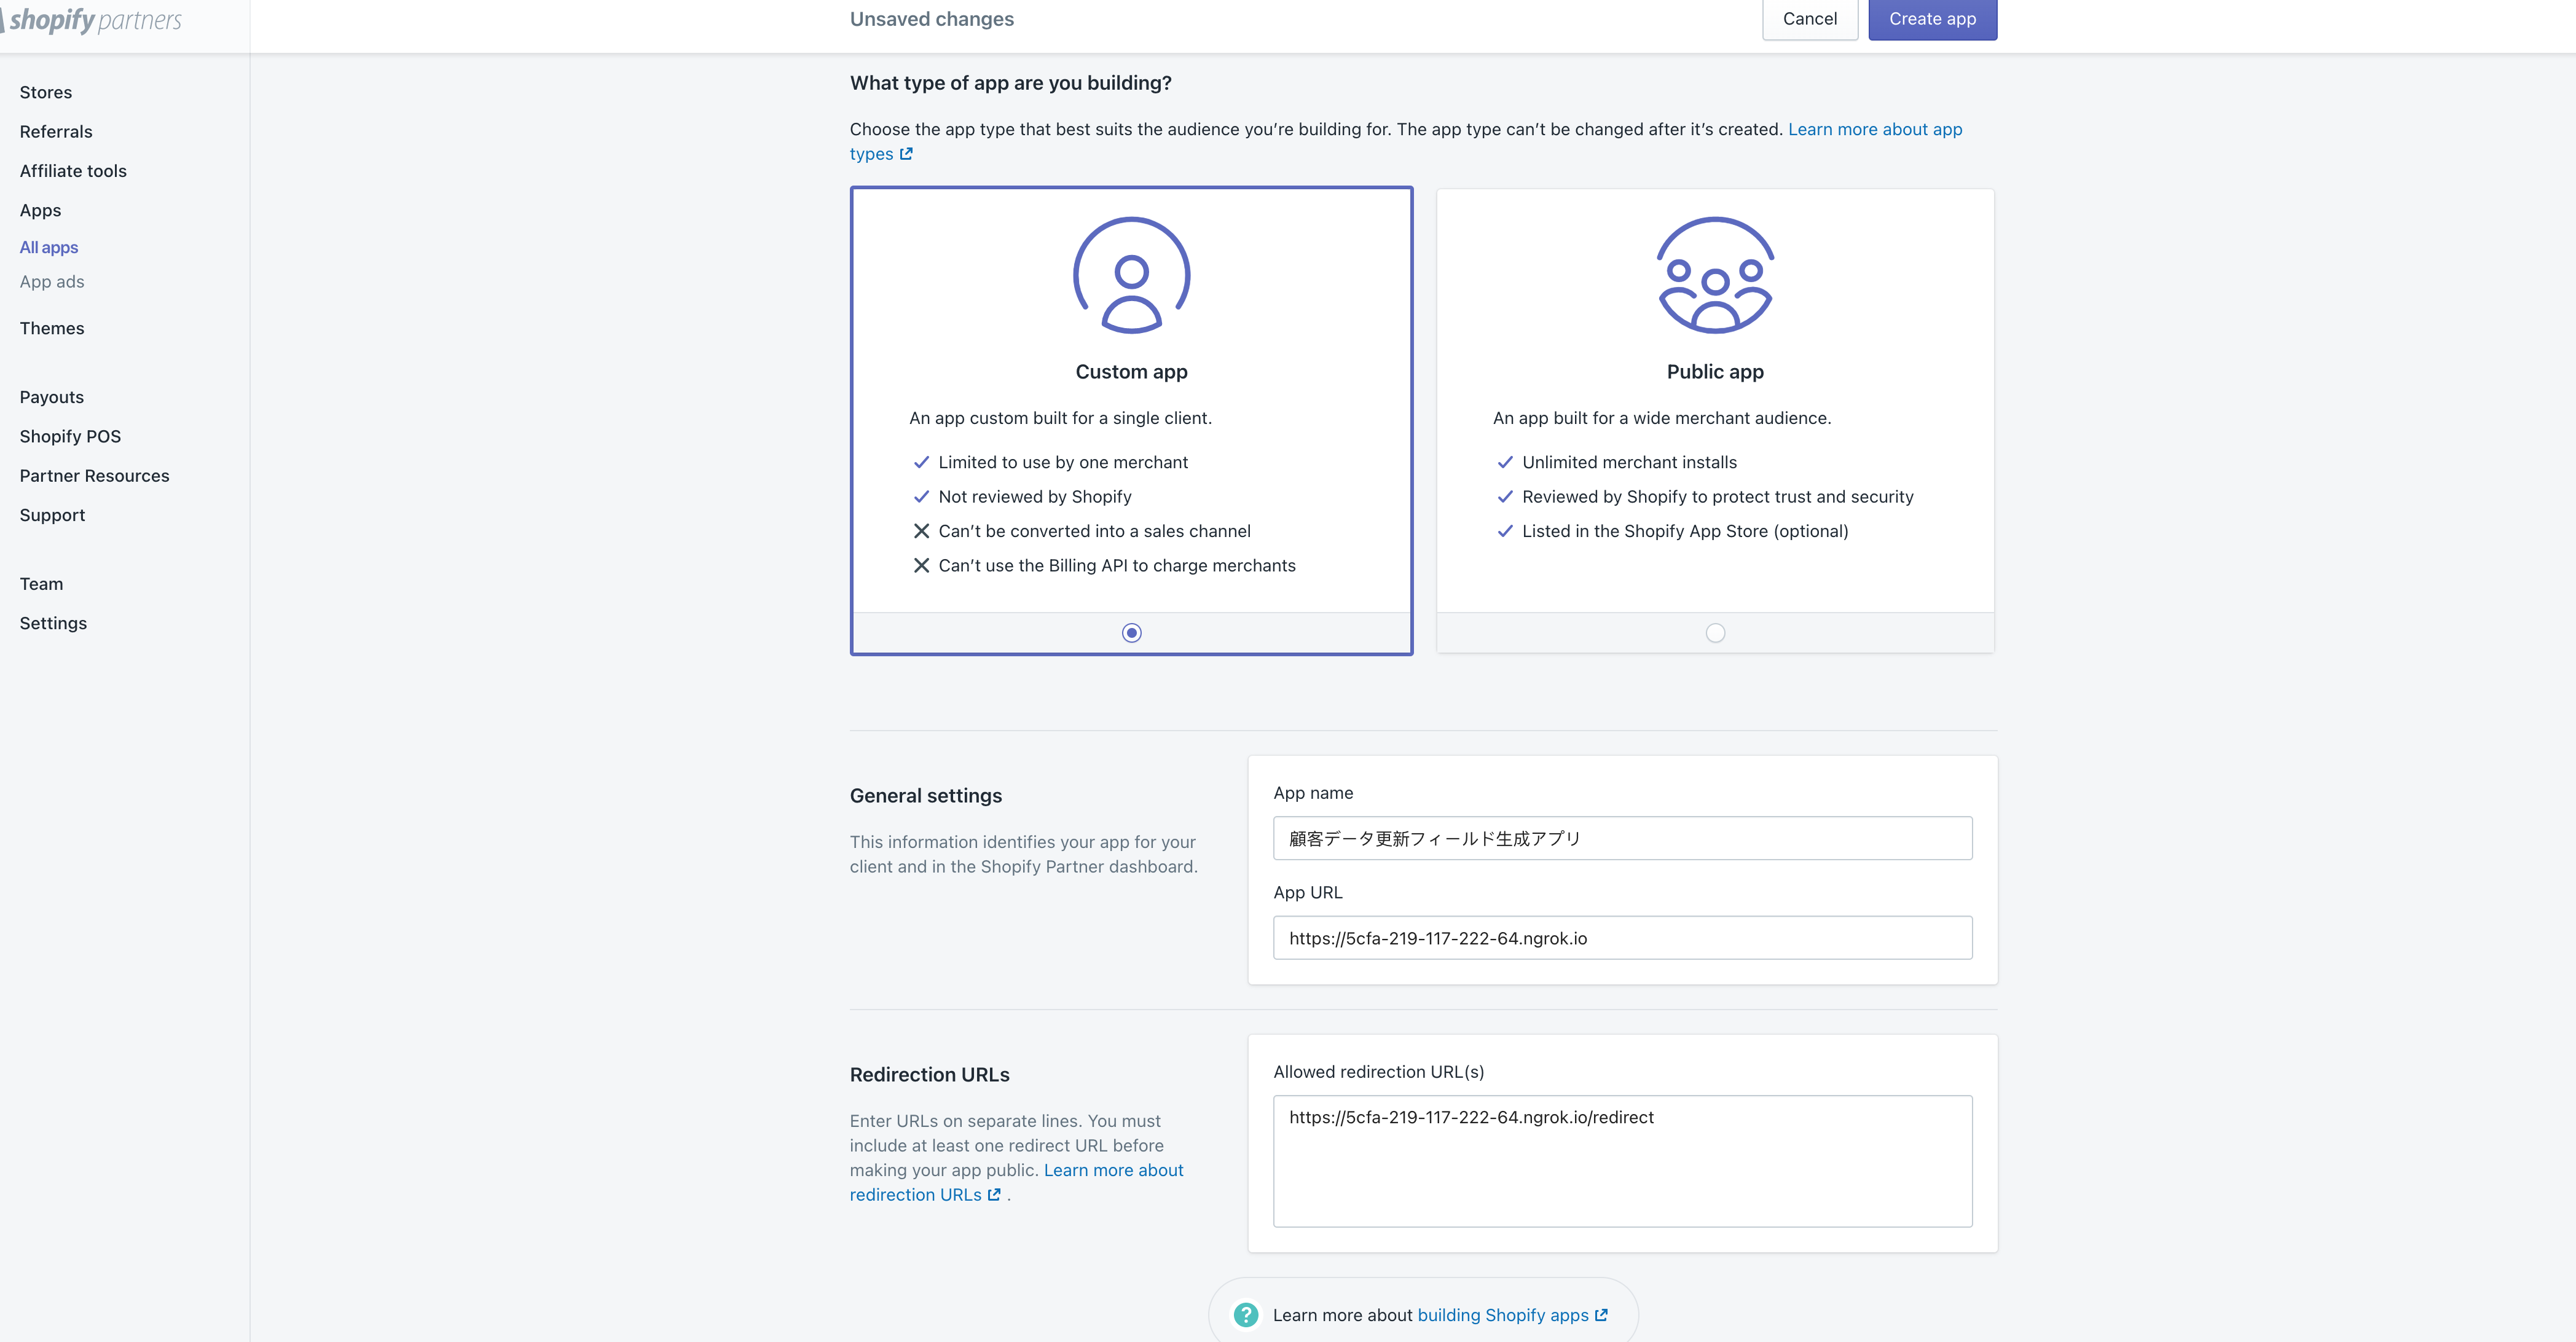 shopify partners
Unsaved changes
Cancel
Create app
Stores
Referrals
Affiliate tools
Apps
All apps
App ads
Themes
Payouts
Shopify POS
Partner Resources
Support
Team
Settings
What type of app are you building?
Choose the app type that best suits the audience you’re building for. The app type can’t be changed after it’s created. Learn more about app
types
Custom app
An app custom built for a single client.
Limited to use by one merchant
Not reviewed by Shopify
Can’t be converted into a sales channel
Can’t use the Billing API to charge merchants
Public app
An app built for a wide merchant audience.
Unlimited merchant installs
Reviewed by Shopify to protect trust and security
Listed in the Shopify App Store (optional)
General settings
This information identifies your app for your
client and in the Shopify Partner dashboard.
App name
顧客データ更新フィールド生成アプリ
App URL
https://5cfa-219-117-222-64.ngrok.io
Redirection URLs
Enter URLs on separate lines. You must
include at least one redirect URL before
making your app public. Learn more about
redirection URLs .
Allowed redirection URL(s)
https://5cfa-219-117-222-64.ngrok.io/redirect
? Learn more about building Shopify apps